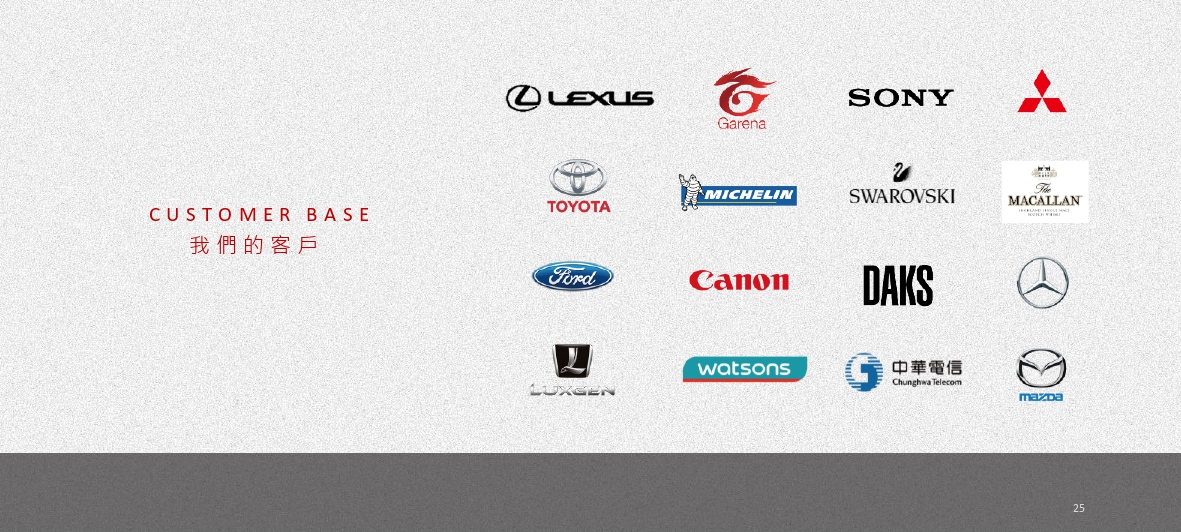 CUSTOMER BASE
我們的客戶
LEXUS
Garena
SONY
TOYOTA
MICHELIN
SWAROVSKI
The
MACALLAN
Ford
Canon
DAKS
LUXGEN
watsons
中華電信
Chunghwa Telecom
mazda
25